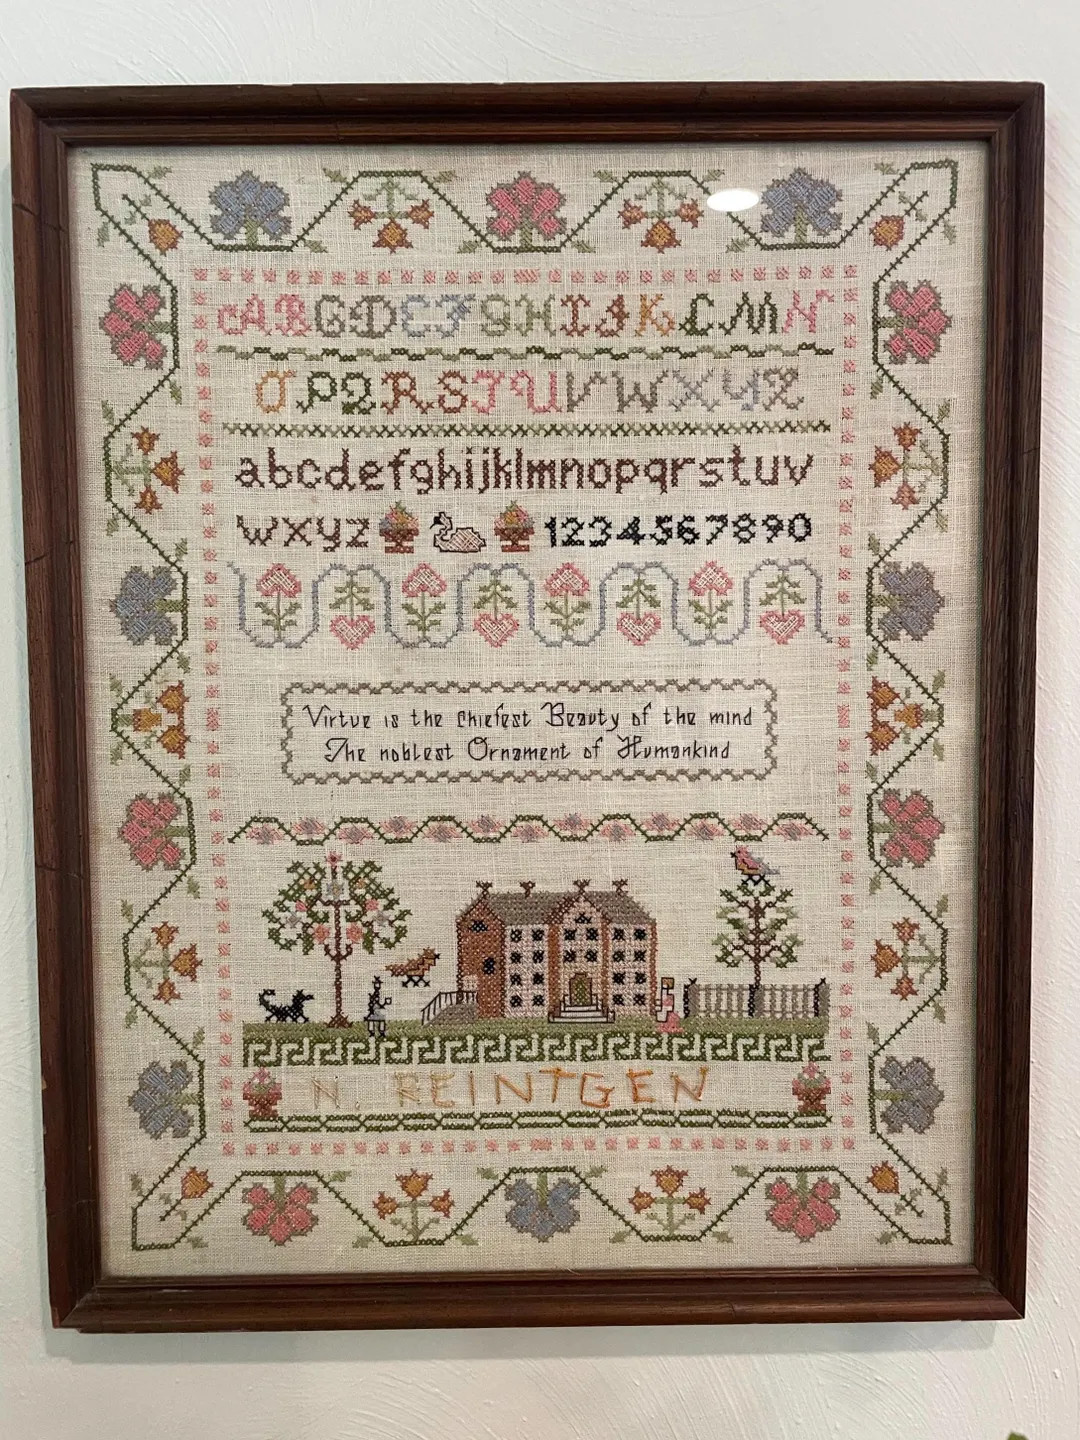 ABCDEFGHIJKLMN
OPQRSTUVWXYZ
abcdefghijklmnopqrstuv
wxyz 1234567890
Virtue is the Chiefest Beauty of the mind
The noblest Ornament of Humankind
N. REINTGEN